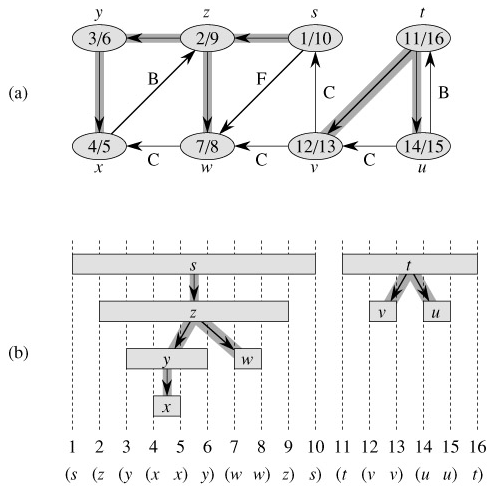 y z s t
3/6 2/9 1/10 11/16
(a) B F C B
4/5 C 7/8 C 12/13 C 14/15
x w v u
s t
z v u
(b) y w
x
1 2 3 4 5 6 7 8 9 10 11 12 13 14 15 16
(s (z (y (x x) y) (w w) z) s) (t (v v) (u u) t)